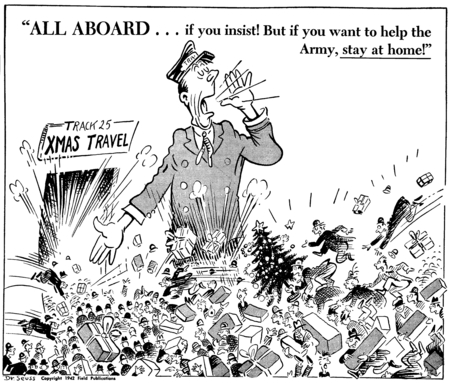 “ALL ABOARD . . . if you insist! But if you want to help the
Army, stay at home!”
TRACK 25
XMAS TRAVEL
Dr. Seuss Copyright 1942 Field Publications